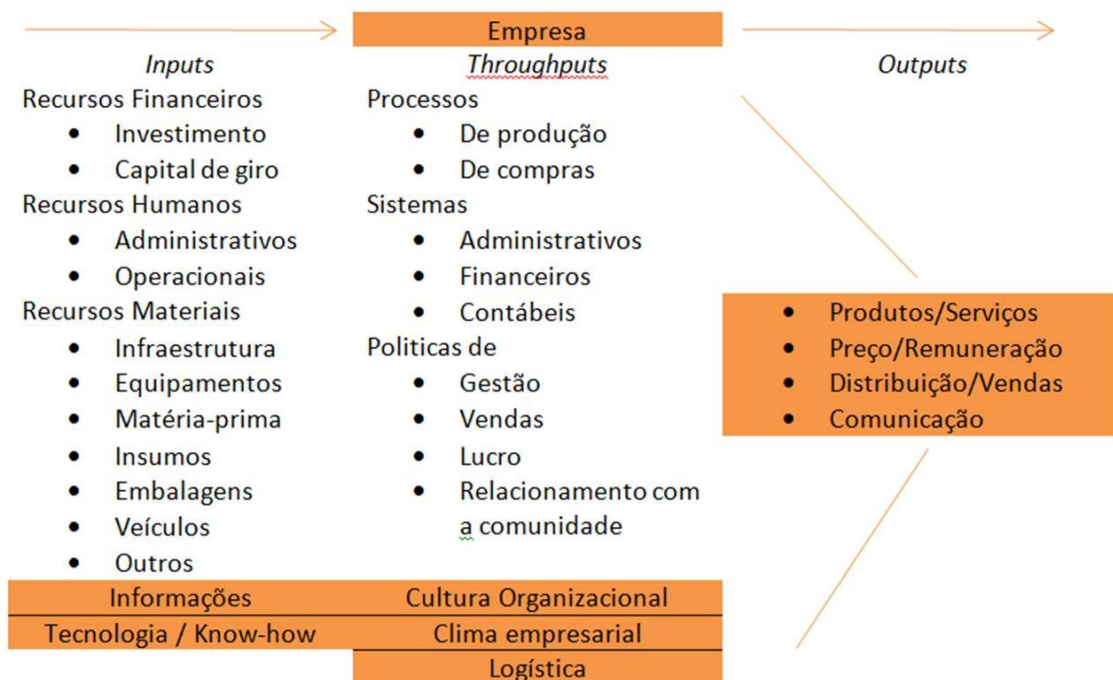 Empresa
Inputs
Throughputs
Outputs
Recursos Financeiros
• Investimento
• Capital de giro
Recursos Humanos
• Administrativos
• Operacionais
Recursos Materiais
• Infraestrutura
• Equipamentos
• Matéria-prima
• Insumos
• Embalagens
• Veículos
• Outros
Informações
Tecnologia / Know-how
Processos
• De produção
• De compras
Sistemas
• Administrativos
• Financeiros
• Contábeis
Politicas de
• Gestão
• Vendas
• Lucro
• Relacionamento com
a comunidade
Cultura Organizacional
Clima empresarial
Logística
• Produtos/Serviços
• Preço/Remuneração
• Distribuição/Vendas
• Comunicação